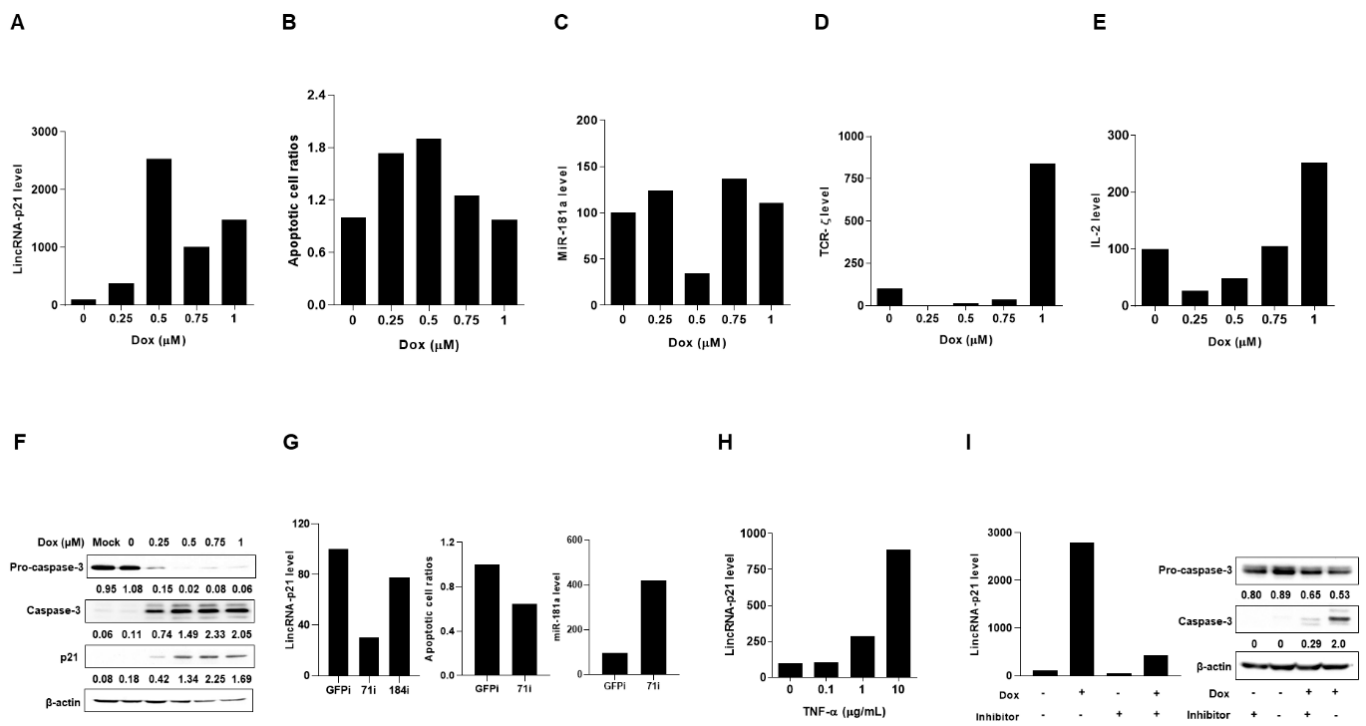 A
B
C
D
E
LincRNA-p21 level
3000
2000
1000
0
0 0.25 0.5 0.75 1
Dox (µM)
Apoptotic cell ratios
2.4
1.8
1.2
0.6
0.0
0 0.25 0.5 0.75 1
Dox (µM)
MiR-181a level
200
150
100
50
0
0 0.25 0.5 0.75 1
Dox (µM)
TCR-ζ level
1000
750
500
250
0
0 0.25 0.5 0.75 1
Dox (µM)
IL-2 level
300
200
100
0
0 0.25 0.5 0.75 1
Dox (µM)
F
G
H
I
Dox (µM) Mock 0 0.25 0.5 0.75 1
Pro-caspase-3
0.95 1.08 0.15 0.02 0.08 0.06
Caspase-3
0.06 0.11 0.74 1.49 2.33 2.05
p21
0.08 0.18 0.42 1.34 2.25 1.69
β-actin
LincRNA-p21 level
120
80
40
0
GFPi 71i 184i
Apoptotic cell ratios
1.2
0.8
0.4
0.0
GFPi 71i
miR-181a level
600
400
200
0
GFPi 71i
LincRNA-p21 level
1000
750
500
250
0
0 0.1 1 10
TNF-α (µg/mL)
LincRNA-p21 level
3000
2000
1000
0
Dox - + - +
Inhibitor - - + +
Pro-caspase-3
0.80 0.89 0.65 0.53
Caspase-3
0 0 0.29 2.0
β-actin
Dox - - + +
Inhibitor + - + -